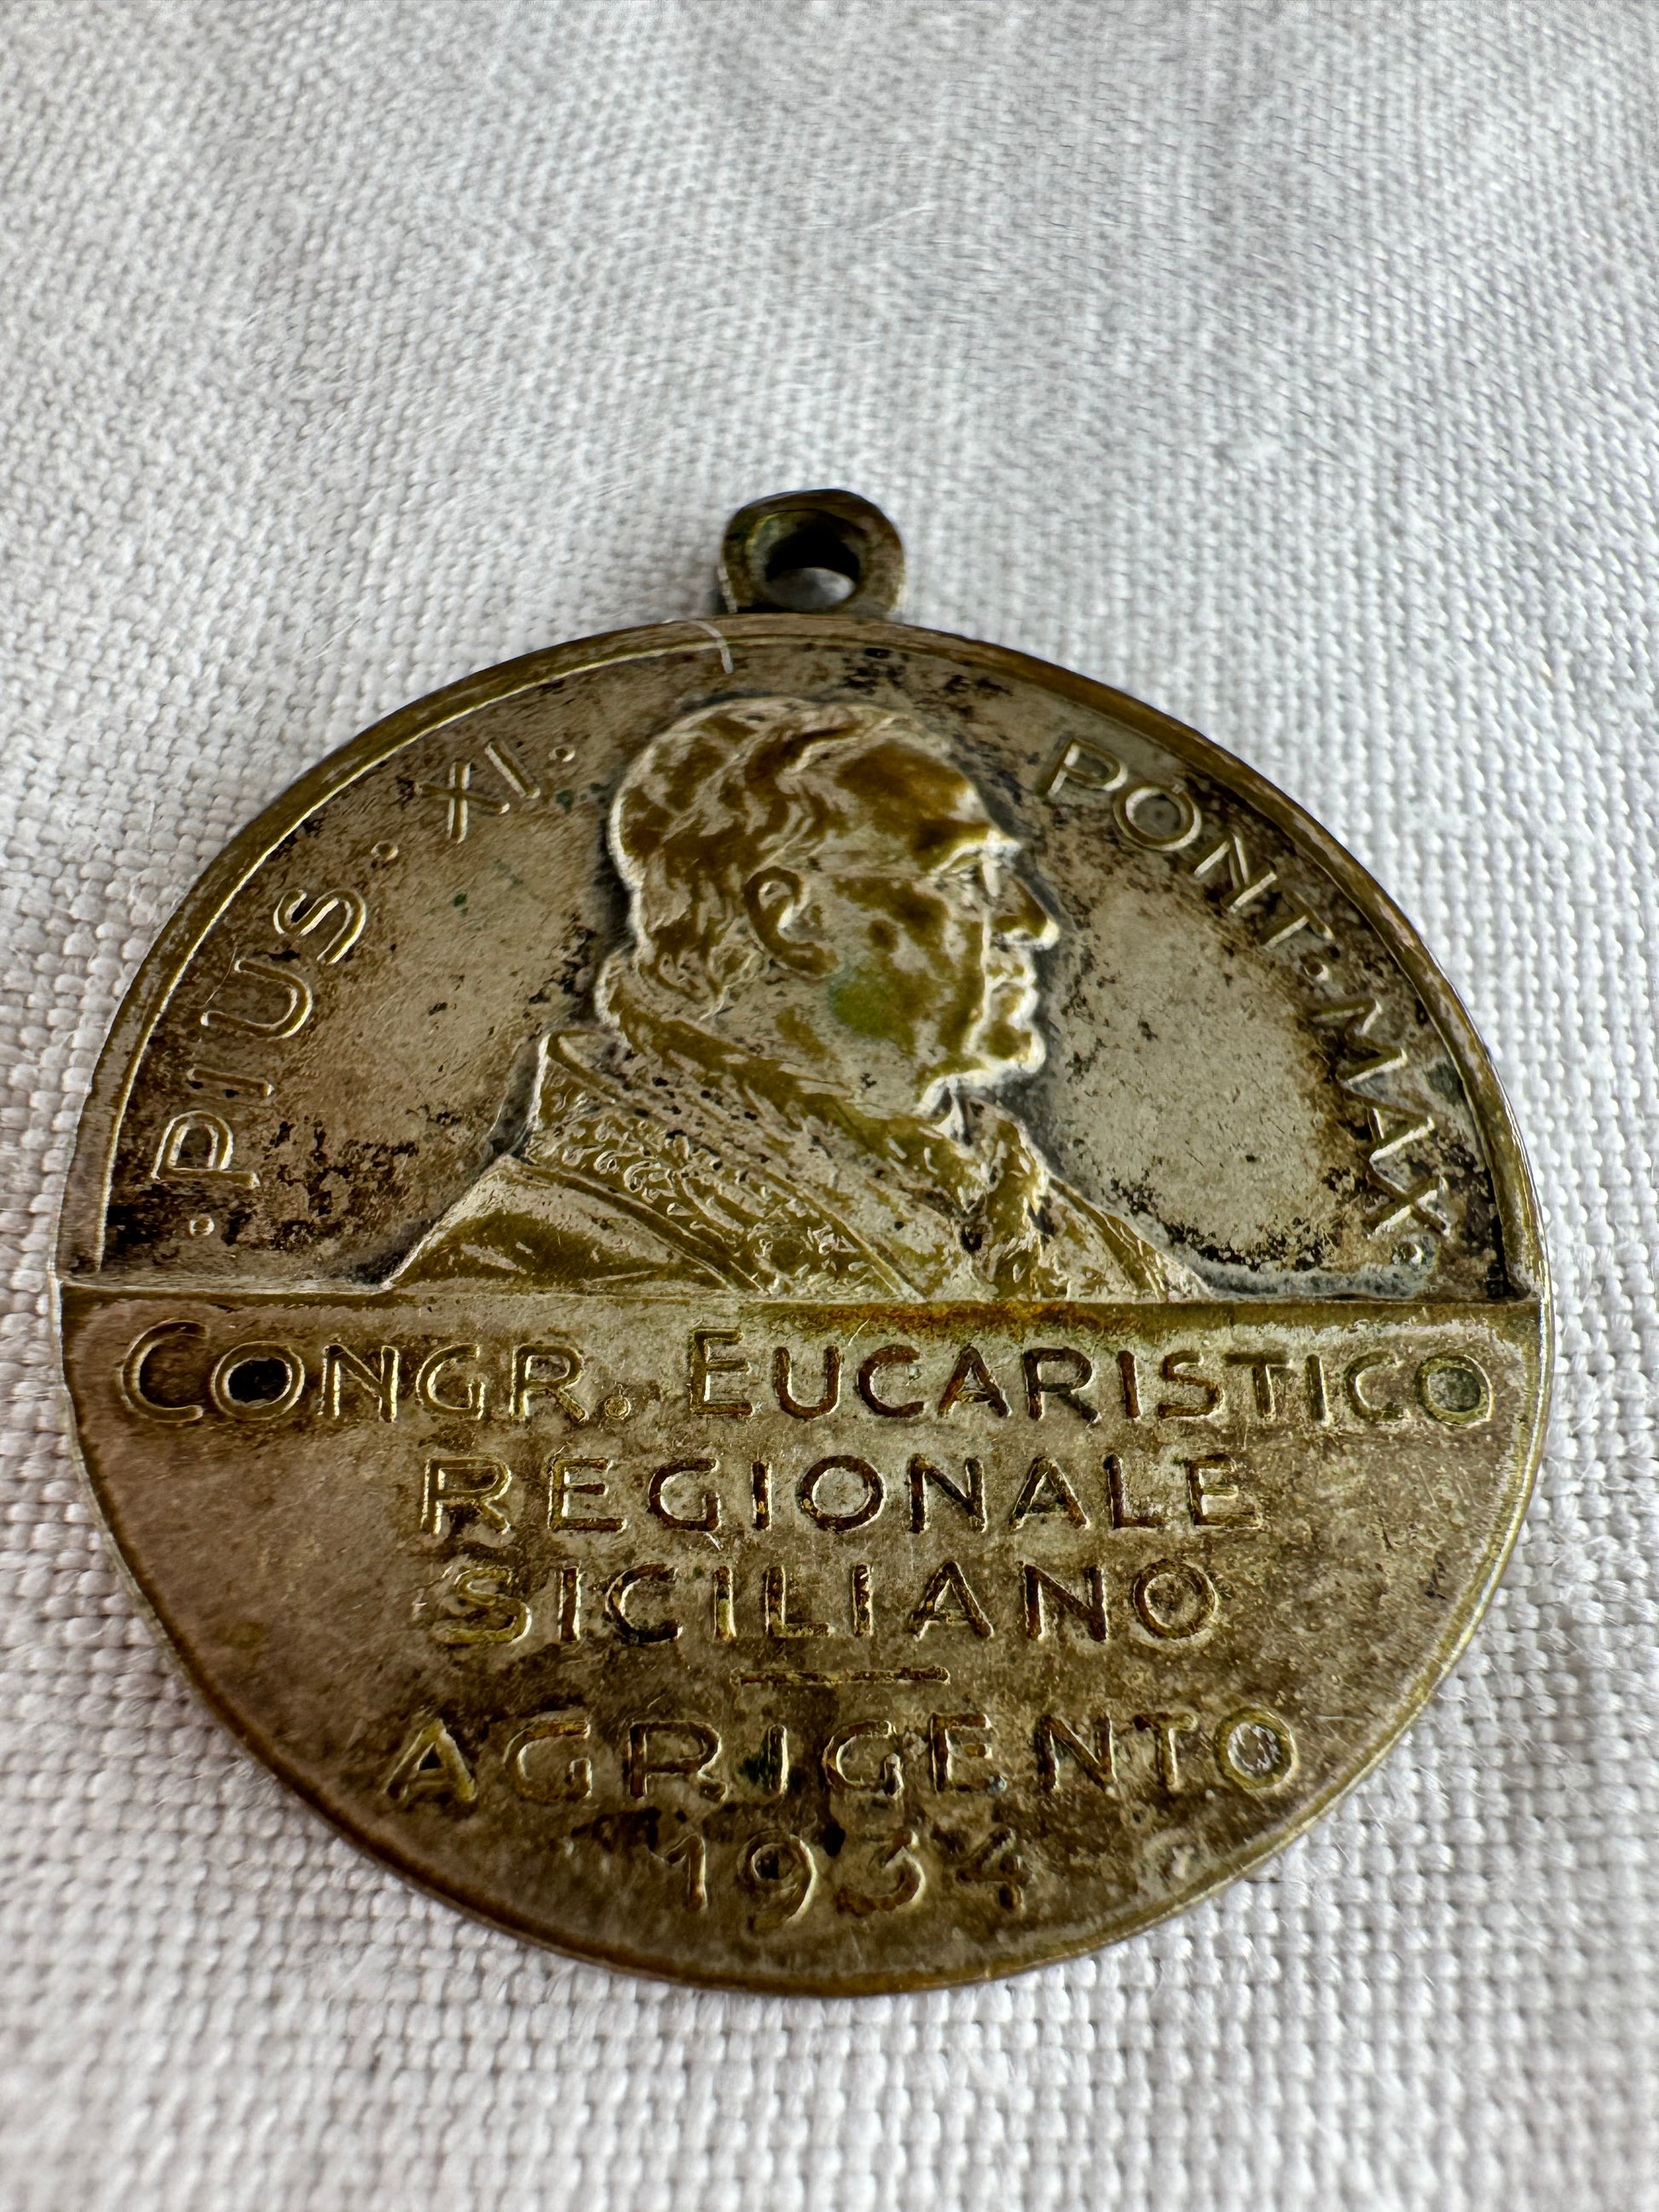 ·PIUS·XI· PONT·MAX·
CONGR. EUCARISTICO
REGIONALE
SICILIANO
AGRIGENTO
1934